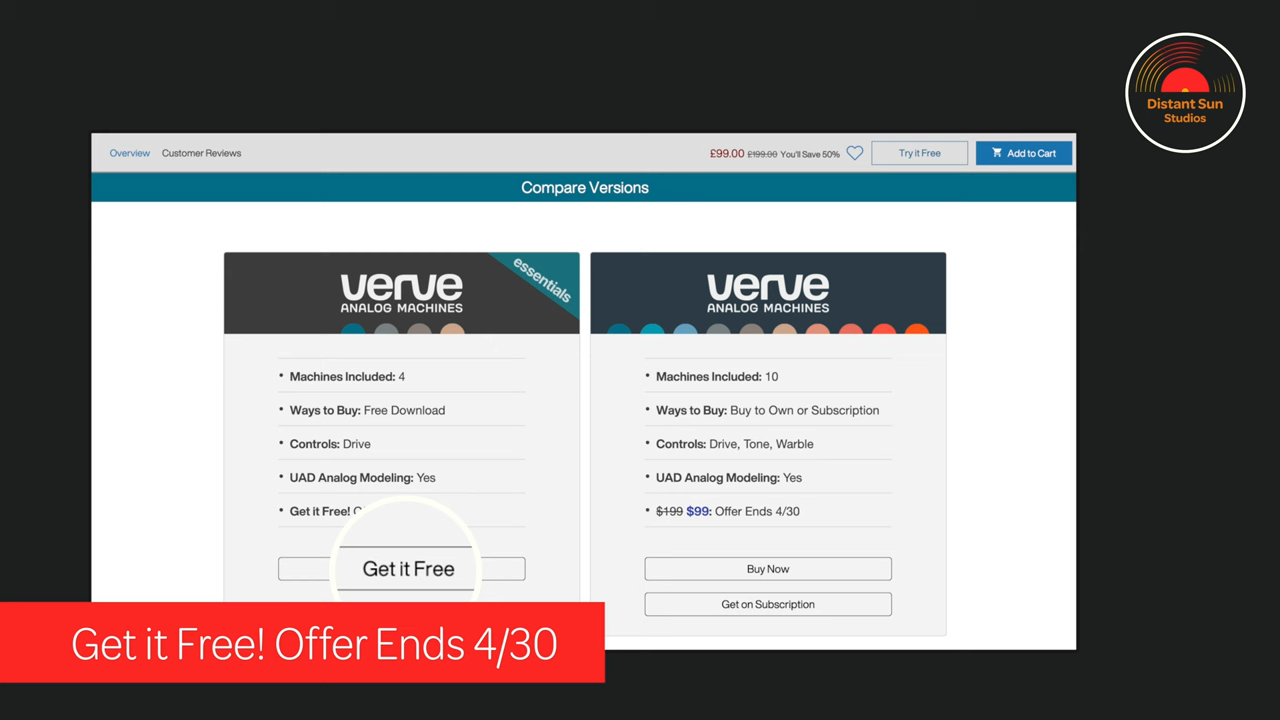 Distant Sun
Studios
Overview Customer Reviews £99.00 £199.00 You'll Save 50% Try it Free Add to Cart
Compare Versions
essentials
verve
ANALOG MACHINES
• Machines Included: 4
• Ways to Buy: Free Download
• Controls: Drive
• UAD Analog Modeling: Yes
• Get it Free!
Get it Free
verve
ANALOG MACHINES
• Machines Included: 10
• Ways to Buy: Buy to Own or Subscription
• Controls: Drive, Tone, Warble
• UAD Analog Modeling: Yes
• $199 $99: Offer Ends 4/30
Buy Now
Get on Subscription
Get it Free! Offer Ends 4/30